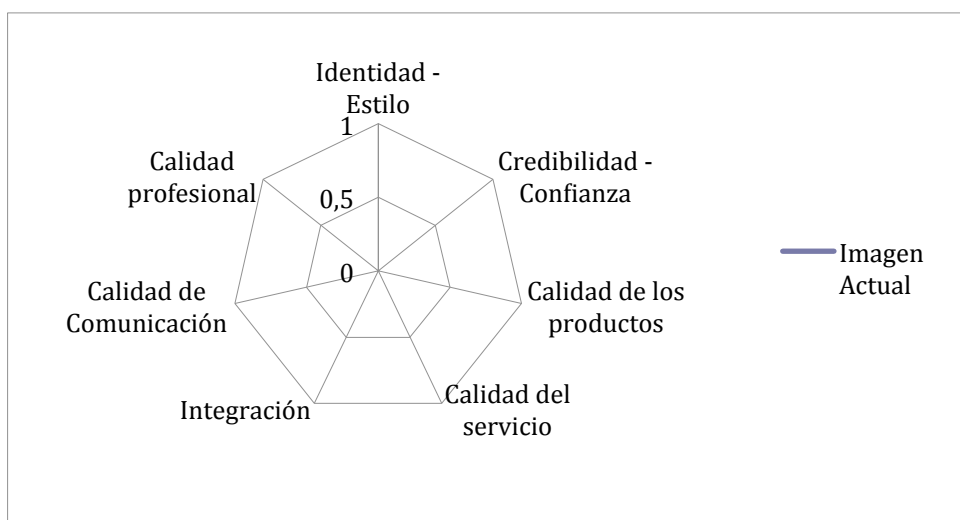 Identidad -
Estilo
1
Credibilidad -
Confianza
Calidad
profesional
0,5
0
Imagen
Actual
Calidad de los
productos
Calidad de
Comunicación
Calidad del
servicio
Integración